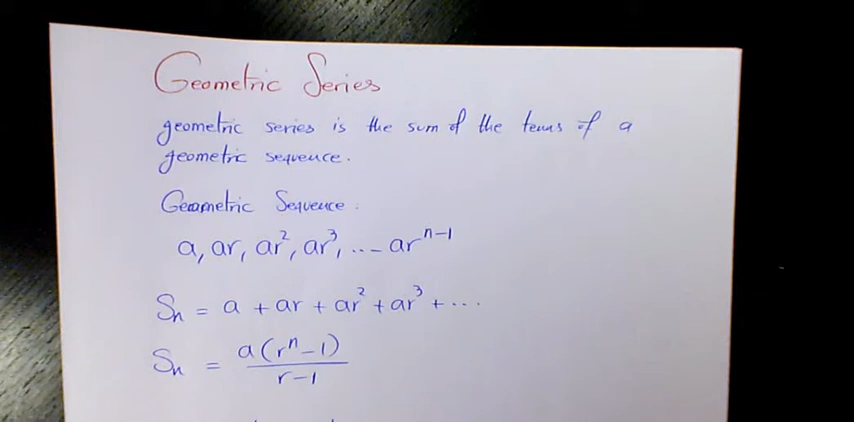 Geometric Series
geometric series is the sum of the terms of a
geometric sequence.
Geometric Sequence.
a, ar, ar², ar³, ... arⁿ⁻¹
Sₙ = a + ar + ar² + ar³ + ...
Sₙ = a(rⁿ-1) / r-1